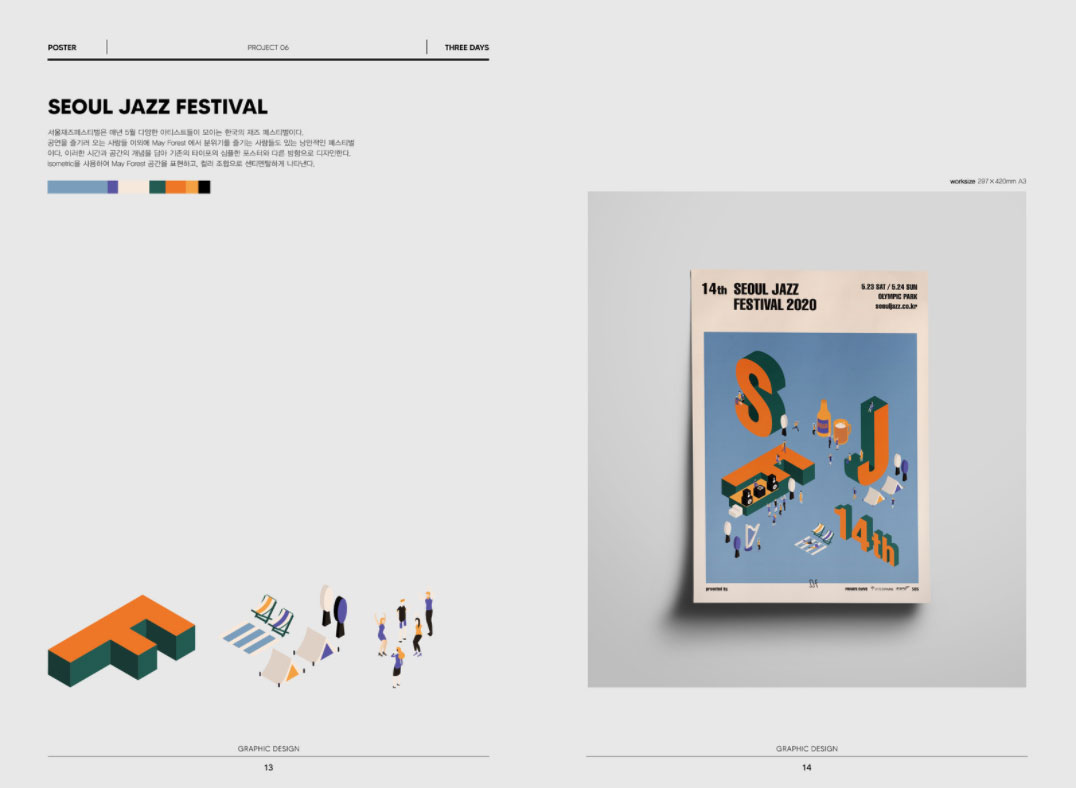 POSTER
PROJECT 06
THREE DAYS
SEOUL JAZZ FESTIVAL
서울재즈페스티벌은 매년 5월 다양한 아티스트들이 모이는 한국의 재즈 페스티벌이다.
공연을 즐기러 오는 사람들 이외에 May Forest 에서 분위기를 즐기는 사람들도 있는 낭만적인 페스티벌
이다. 이러한 시간과 공간의 개념을 담아 기존의 타이포의 심플한 포스터와 다른 방향으로 디자인한다.
Isometric을 사용하여 May Forest 공간을 표현하고, 컬러 조합으로 센티멘탈하게 나타낸다.
GRAPHIC DESIGN
13
worksize 297 × 420mm A3
14th SEOUL JAZZ
FESTIVAL 2020
5.23 SAT / 5.24 SUN
OLYMPIC PARK
seouljazz.co.kr
S
J
F
14th
presented by
GRAPHIC DESIGN
14